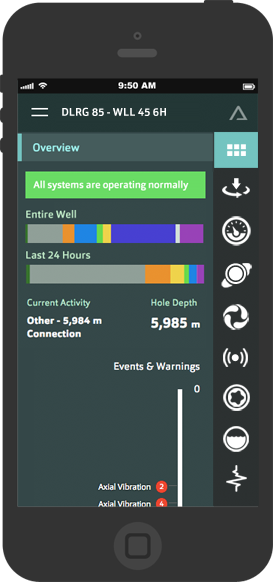 9:50 AM
DLRG 85 - WLL 45 6H
Overview
All systems are operating normally
Entire Well
Last 24 Hours
Current Activity
Other - 5,984 m
Connection
Hole Depth
5,985 m
Events & Warnings
0
Axial Vibration 2
Axial Vibration 4